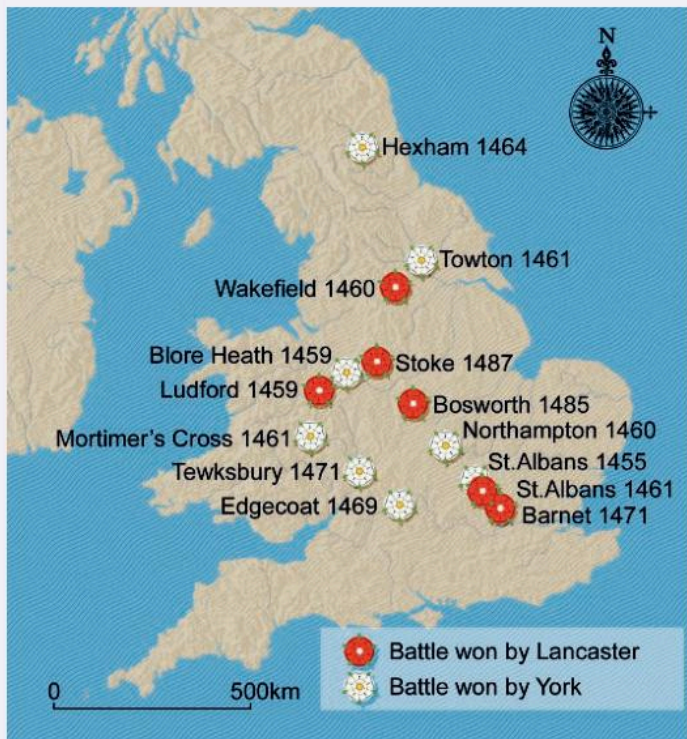 N
Hexham 1464
Towton 1461
Wakefield 1460
Blore Heath 1459
Stoke 1487
Ludford 1459
Bosworth 1485
Northampton 1460
Mortimer's Cross 1461
St.Albans 1455
Tewksbury 1471
St.Albans 1461
Edgecoat 1469
Barnet 1471
Battle won by Lancaster
Battle won by York
0 500km